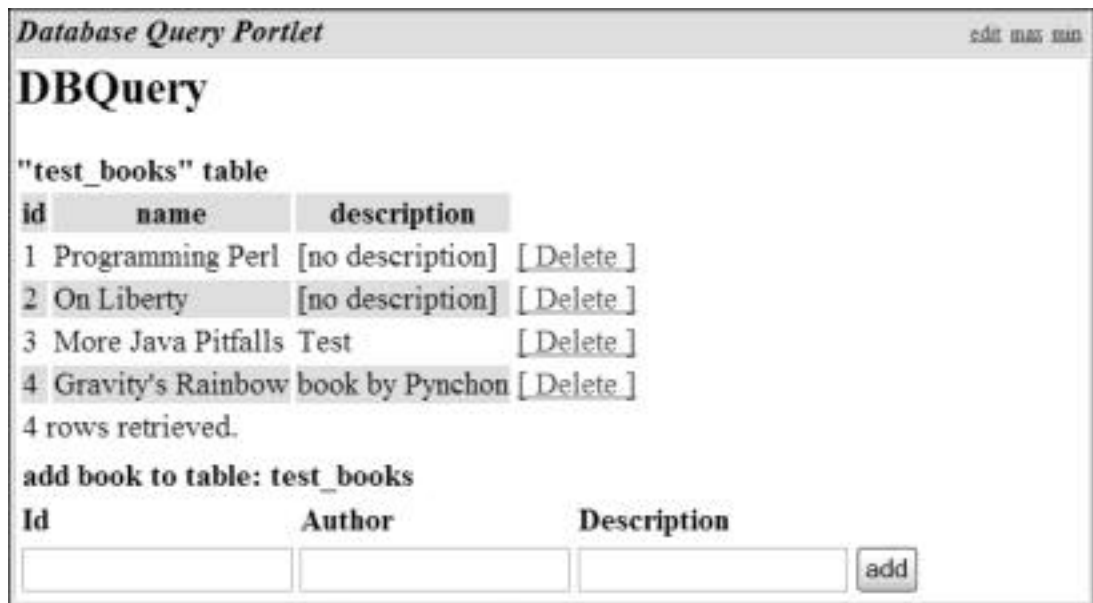 Database Query Portlet edit max min
DBQuery
"test_books" table
id name description
1 Programming Perl [no description] [ Delete ]
2 On Liberty [no description] [ Delete ]
3 More Java Pitfalls Test [ Delete ]
4 Gravity's Rainbow book by Pynchon [ Delete ]
4 rows retrieved.
add book to table: test_books
Id Author Description
add